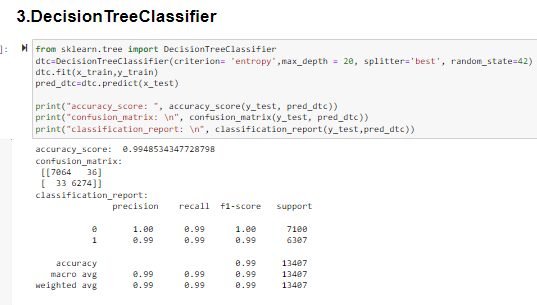 3.DecisionTreeClassifier
]:
from sklearn.tree import DecisionTreeClassifier
dtc=DecisionTreeClassifier(criterion= 'entropy',max_depth = 20, splitter='best', random_state=42)
dtc.fit(x_train,y_train)
pred_dtc=dtc.predict(x_test)
print("accuracy_score: ", accuracy_score(y_test, pred_dtc))
print("confusion_matrix: \n", confusion_matrix(y_test, pred_dtc))
print("classification_report: \n", classification_report(y_test,pred_dtc))
accuracy_score:  0.9948534347728798
confusion_matrix:
[[7064   36]
[  33 6274]]
classification_report:
precision    recall  f1-score   support
0       1.00      0.99      1.00      7100
1       0.99      0.99      0.99      6307
accuracy                           0.99     13407
macro avg       0.99      0.99      0.99     13407
weighted avg       0.99      0.99      0.99     13407